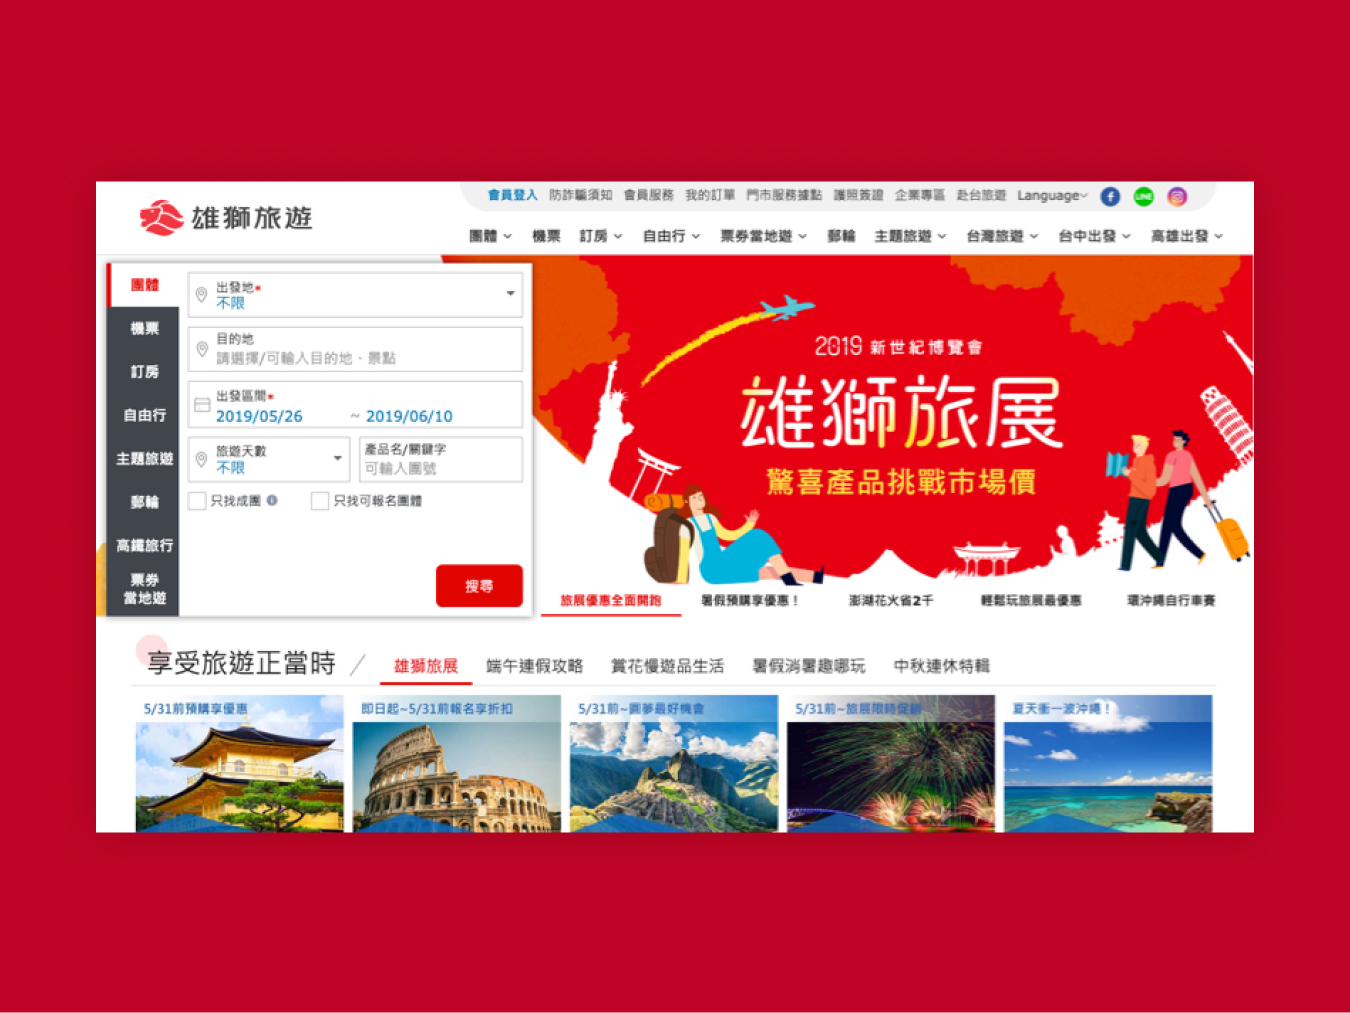 雄獅旅遊
會員登入 防詐騙須知 會員服務 我的訂單 門市服務據點 護照簽證 企業專區 赴台旅遊 Language
LINE
團體 機票 訂房 自由行 票券當地遊 郵輪 主題旅遊 台灣旅遊 台中出發 高雄出發
團體
機票
訂房
自由行
主題旅遊
郵輪
高鐵旅行
票券
當地遊
出發地*
不限
目的地
請選擇/可輸入目的地、景點
出發區間*
2019/05/26 ~ 2019/06/10
旅遊天數
不限
產品名/關鍵字
可輸入團號
只找成團 只找可報名團體
搜尋
2019 新世紀博覽會
雄獅旅展
驚喜產品挑戰市場價
旅展優惠全面開跑 暑假預購享優惠！ 澎湖花火省2千 輕鬆玩旅展最優惠 環沖繩自行車賽
享受旅遊正當時 / 雄獅旅展 端午連假攻略 賞花慢遊品生活 暑假消暑趣哪玩 中秋連休特輯
5/31前預購享優惠 即日起~5/31前報名享折扣 5/31前~圓夢最好機會 5/31前~旅展限時促銷 夏天衝一波沖繩！